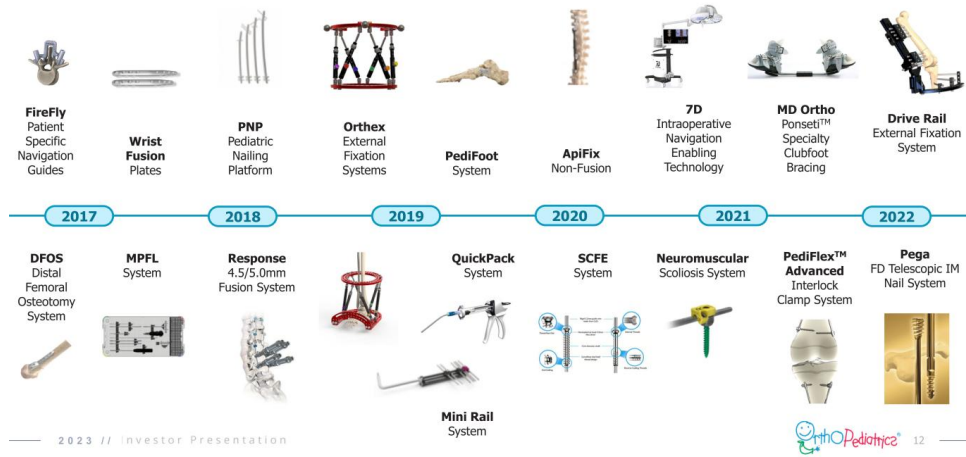 FireFly
Patient
Specific
Navigation
Guides
Wrist
Fusion
Plates
PNP
Pediatric
Nailing
Platform
Orthex
External
Fixation
Systems
PediFoot
System
ApiFix
Non-Fusion
7D
Intraoperative
Navigation
Enabling
Technology
MD Ortho
Ponseti™
Specialty
Clubfoot
Bracing
Drive Rail
External Fixation
System
2017
2018
2019
2020
2021
2022
DFOS
Distal
Femoral
Osteotomy
System
MPFL
System
Response
4.5/5.0mm
Fusion System
QuickPack
System
Mini Rail
System
SCFE
System
Neuromuscular
Scoliosis System
PediFlex™
Advanced
Interlock
Clamp System
Pega
FD Telescopic IM
Nail System
2023 // Investor Presentation
OrthoPediatrics®
12